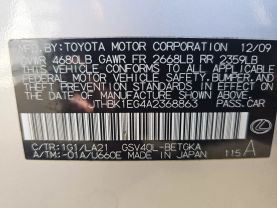 MFD BY: TOYOTA MOTOR CORPORATION 12/09
GVWR 4680LB GAWR FR 2668LB RR 2359LB
THIS VEHICLE CONFORMS TO ALL APPLICABLE FEDERAL
MOTOR VEHICLE SAFETY, BUMPER, AND THEFT PREVENTION
STANDARDS IN EFFECT ON THE DATE OF MANUFACTURE
SHOWN ABOVE.
JTHBK1EG4A2368863 PASS.CAR
C/TR:1G1/LA21 GSV40L-BETGKA
A/TM:-01A/U660E MADE IN JAPAN 115A